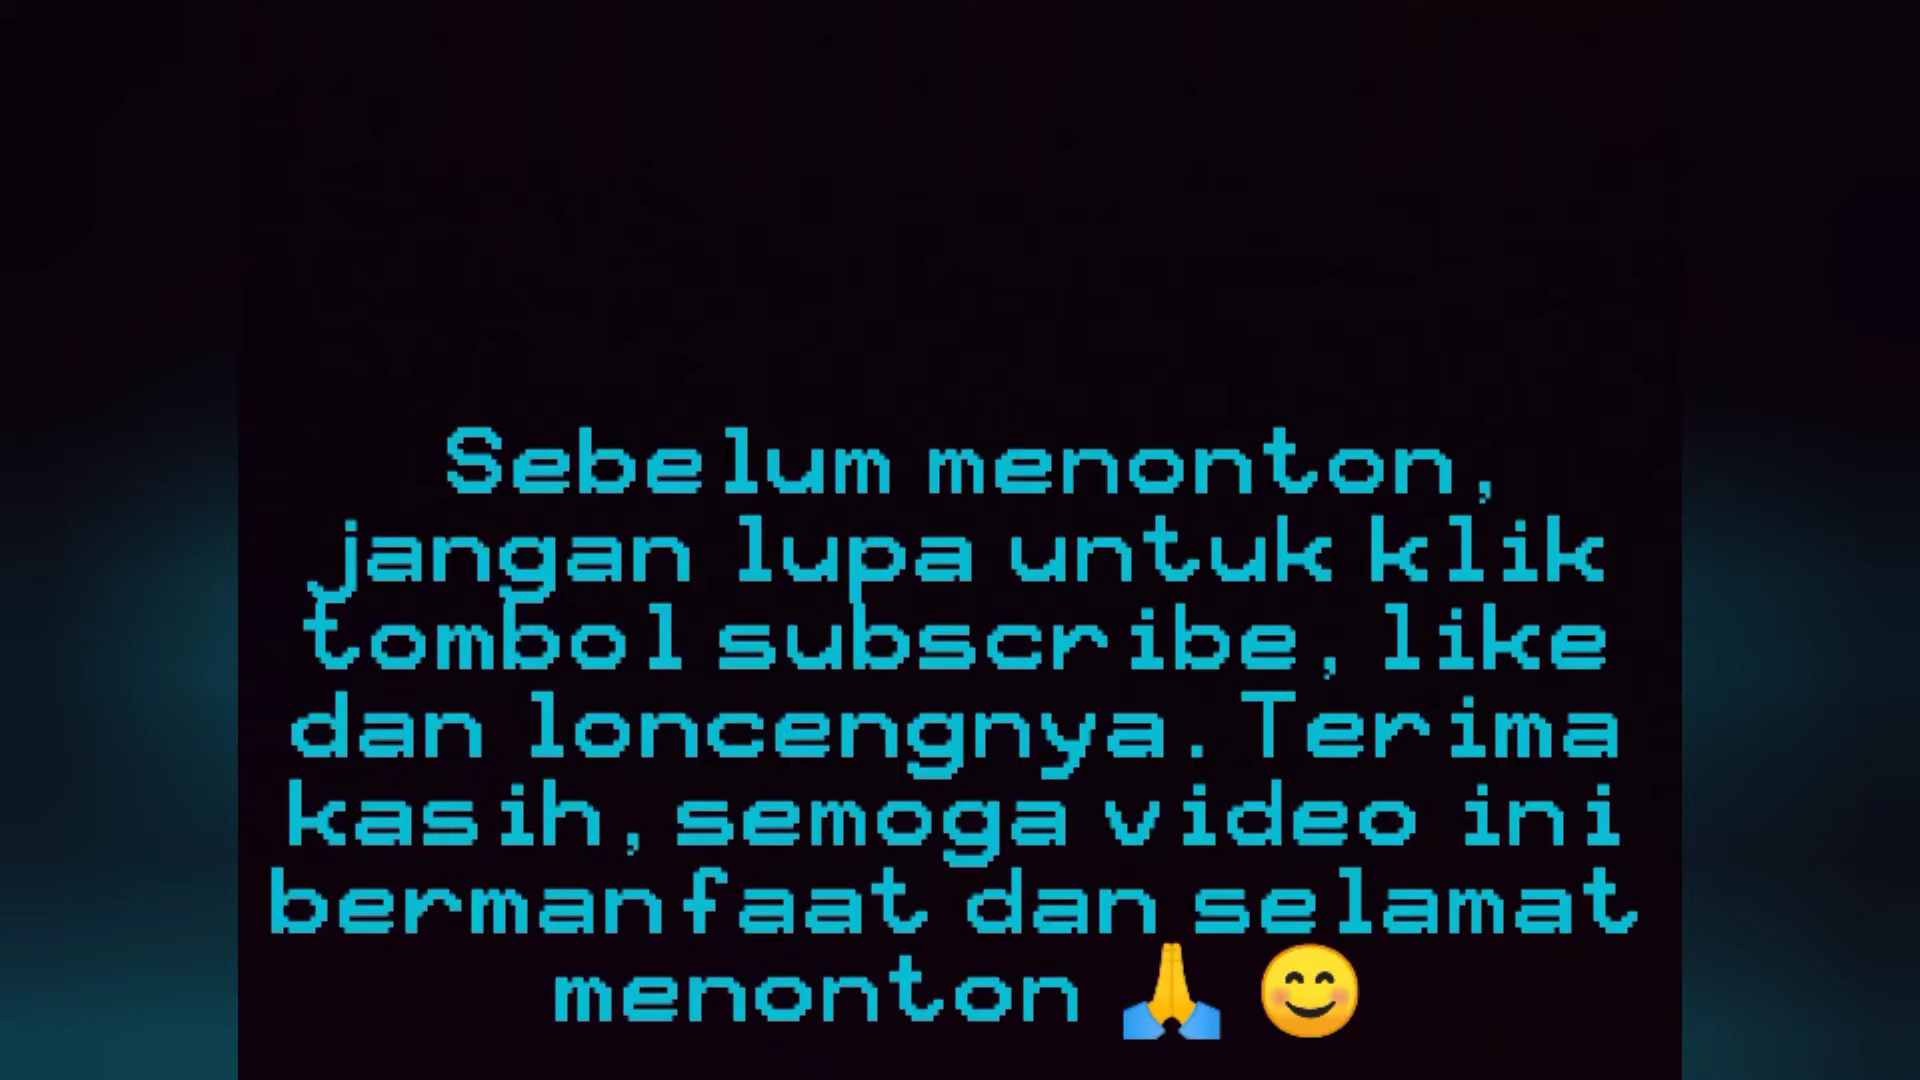 Sebelum menonton,
jangan lupa untuk klik
tombol subscribe, like
dan loncengnya. Terima
kasih, semoga video ini
bermanfaat dan selamat
menonton 🙏 😊